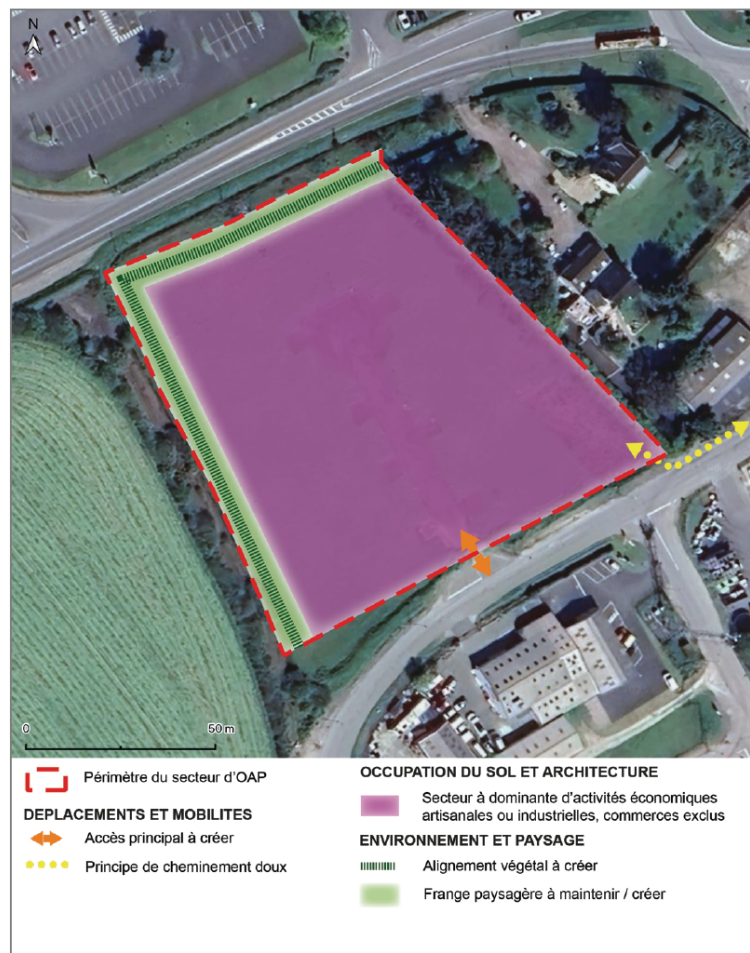 N
0 50 m
Périmètre du secteur d'OAP
DEPLACEMENTS ET MOBILITES
Accès principal à créer
Principe de cheminement doux
OCCUPATION DU SOL ET ARCHITECTURE
Secteur à dominante d'activités économiques
artisanales ou industrielles, commerces exclus
ENVIRONNEMENT ET PAYSAGE
Alignement végétal à créer
Frange paysagère à maintenir / créer